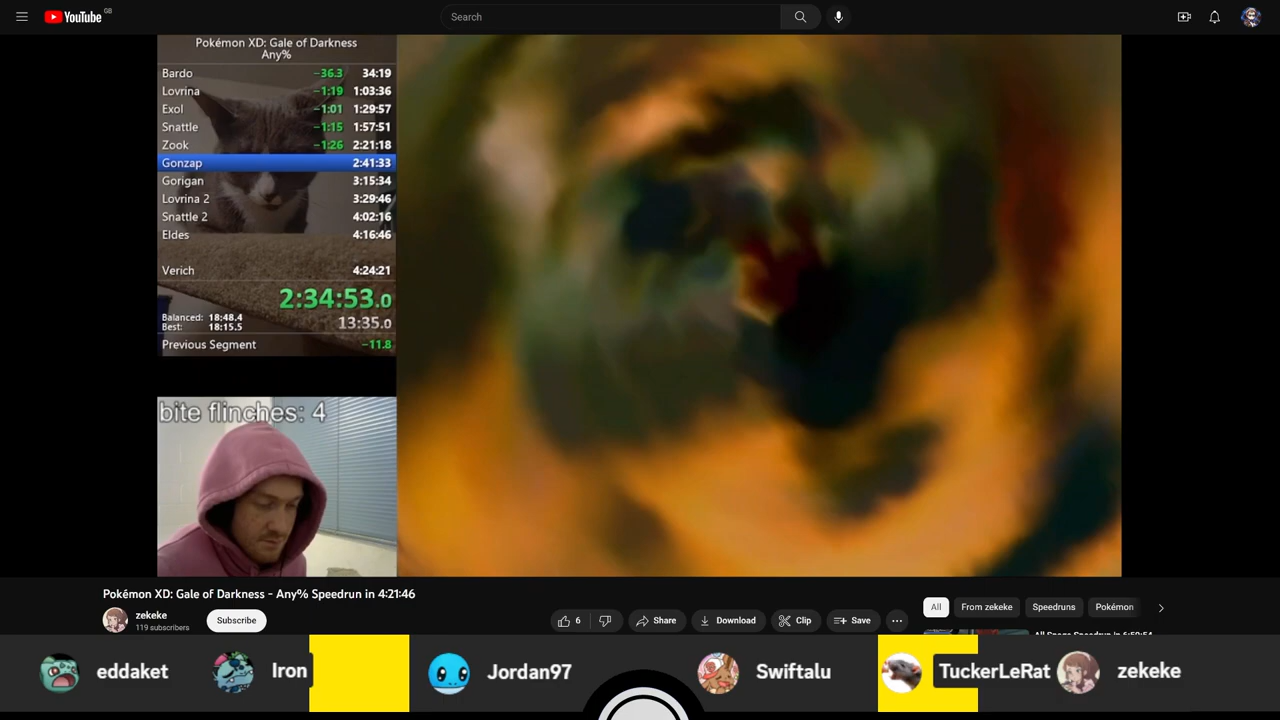 YouTube GB
Search
Pokémon XD: Gale of Darkness
Any%
Bardo −36.3 34:19
Lovrina −1:19 1:03:36
Exol −1:01 1:29:57
Snattle −1:15 1:57:51
Zook −1:26 2:21:18
Gonzap 2:41:33
Gorigan 3:15:34
Lovrina 2 3:29:46
Snattle 2 4:02:16
Eldes 4:16:46
Verich 4:24:21
2:34:53.0
Balanced: 18:48.4
Best: 18:15.5
13:35.0
Previous Segment −11.8
bite flinches: 4
Pokémon XD: Gale of Darkness - Any% Speedrun in 4:21:46
zekeke
119 subscribers
Subscribe
6
Share
Download
Clip
Save
All
From zekeke
Speedruns
Pokémon
eddaket
Iron
Jordan97
Swiftalu
TuckerLeRat
zekeke